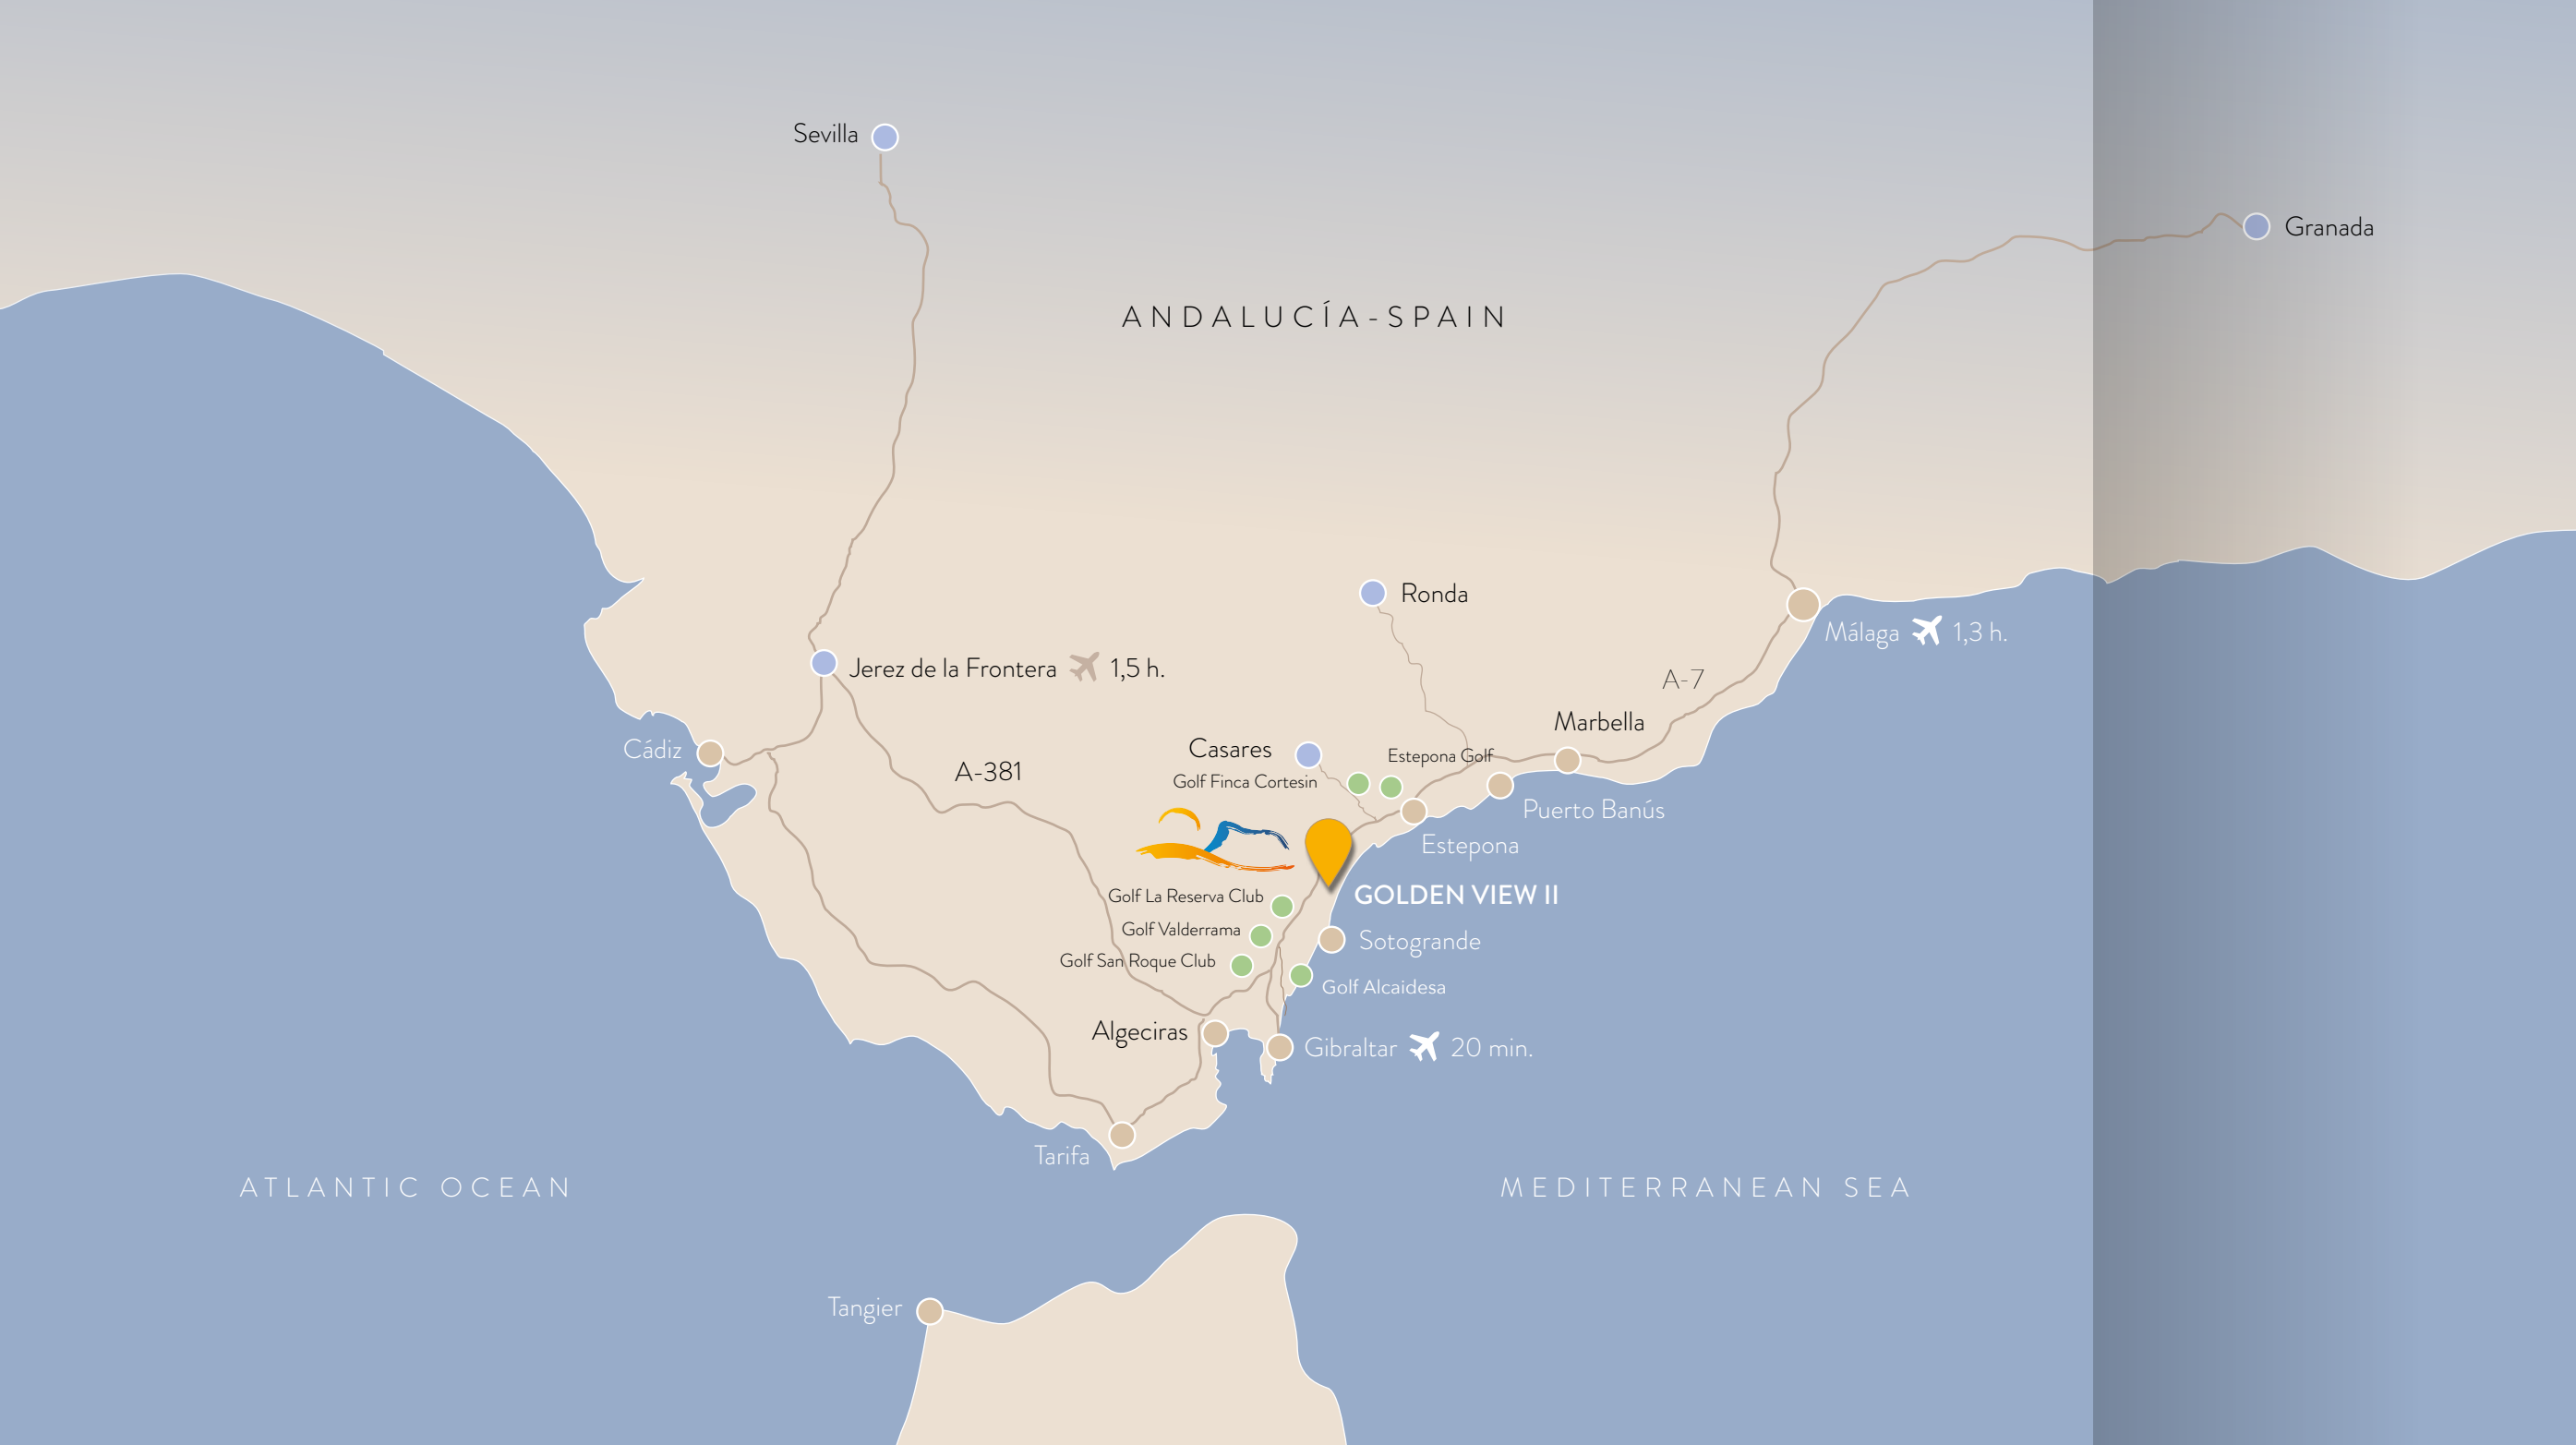 Sevilla
Granada
ANDALUCÍA-SPAIN
Ronda
Málaga 1,3 h.
Jerez de la Frontera 1,5 h.
A-7
Marbella
Cádiz
Casares
Estepona Golf
A-381
Golf Finca Cortesin
Puerto Banús
Estepona
Golf La Reserva Club
GOLDEN VIEW II
Golf Valderrama
Sotogrande
Golf San Roque Club
Golf Alcaidesa
Algeciras
Gibraltar 20 min.
Tarifa
ATLANTIC OCEAN
MEDITERRANEAN SEA
Tangier